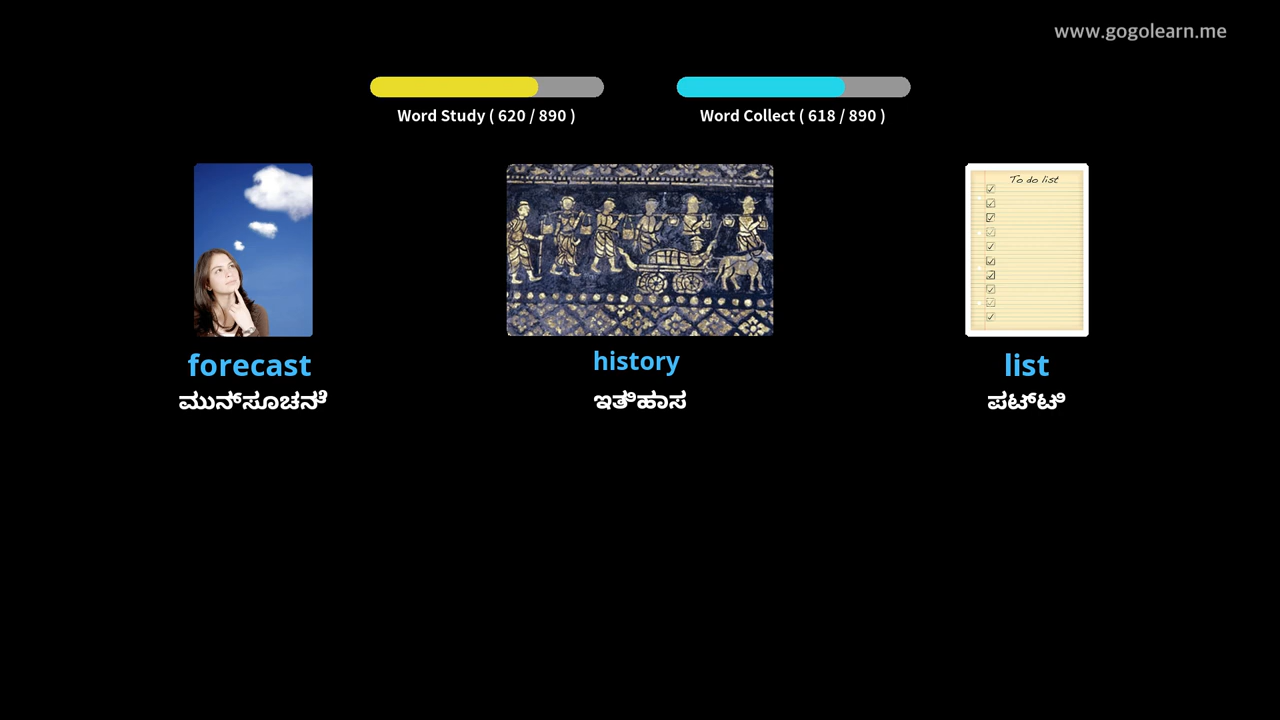 www.gogolearn.me
Word Study ( 620 / 890 )
Word Collect ( 618 / 890 )
To do list
forecast
history
list
ಮುನ್ಸೂಚನೆ
ಇತಿಹಾಸ
ಪಟ್ಟಿ